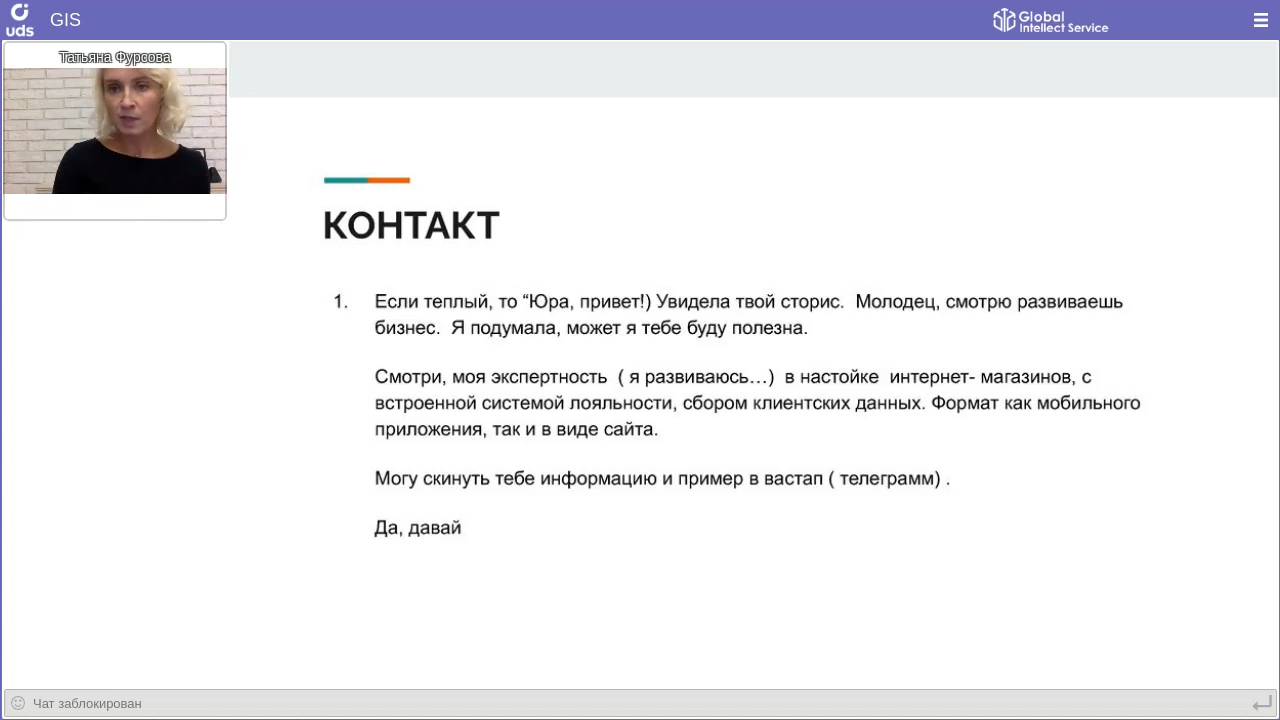 uds
GIS
Global
Intellect Service
Татьяна Фурсова
КОНТАКТ
1. Если теплый, то “Юра, привет!) Увидела твой сторис. Молодец, смотрю развиваешь
бизнес. Я подумала, может я тебе буду полезна.
Смотри, моя экспертность ( я развиваюсь…) в настойке интернет- магазинов, с
встроенной системой лояльности, сбором клиентских данных. Формат как мобильного
приложения, так и в виде сайта.
Могу скинуть тебе информацию и пример в вастап ( телеграмм) .
Да, давай
Чат заблокирован